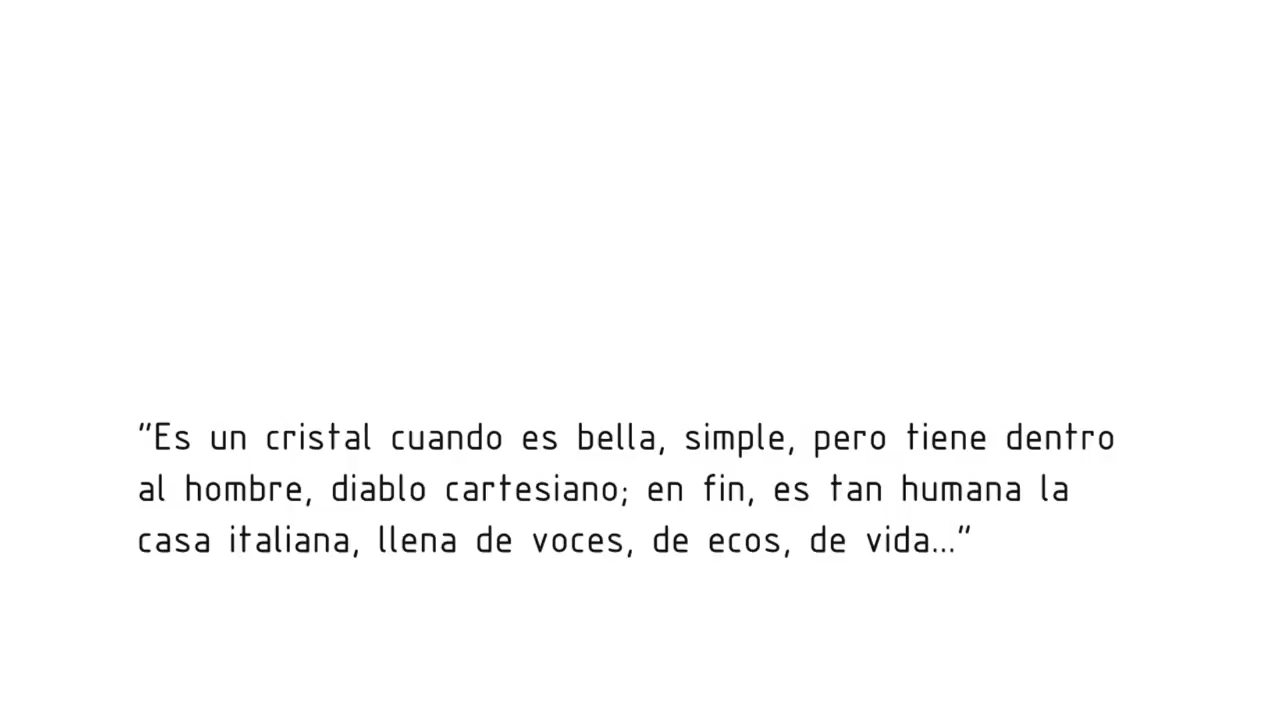 "Es un cristal cuando es bella, simple, pero tiene dentro
al hombre, diablo cartesiano; en fin, es tan humana la
casa italiana, llena de voces, de ecos, de vida..."